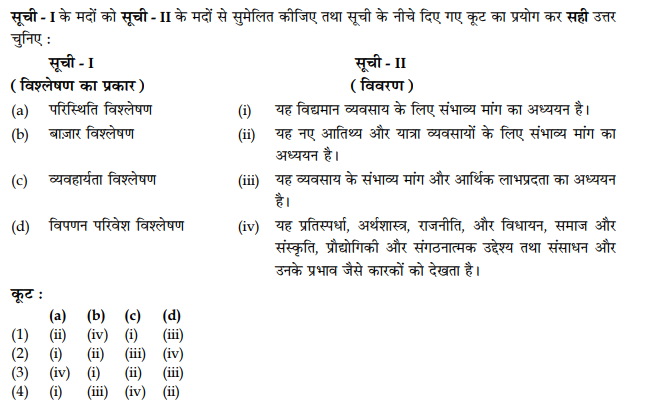 सूची - I के मदों को सूची - II के मदों से सुमेलित कीजिए तथा सूची के नीचे दिए गए कूट का प्रयोग कर सही उत्तर
चुनिए :
सूची - I सूची - II
( विश्लेषण का प्रकार ) ( विवरण )
(a) परिस्थिति विश्लेषण (i) यह विद्यमान व्यवसाय के लिए संभाव्य मांग का अध्ययन है।
(b) बाज़ार विश्लेषण (ii) यह नए आतिथ्य और यात्रा व्यवसायों के लिए संभाव्य मांग का
अध्ययन है।
(c) व्यवहार्यता विश्लेषण (iii) यह व्यवसाय के संभाव्य मांग और आर्थिक लाभप्रदता का अध्ययन
है।
(d) विपणन परिवेश विश्लेषण (iv) यह प्रतिस्पर्धा, अर्थशास्त्र, राजनीति, और विधायन, समाज और
संस्कृति, प्रौद्योगिकी और संगठनात्मक उद्देश्य तथा संसाधन और
उनके प्रभाव जैसे कारकों को देखता है।
कूट :
(a) (b) (c) (d)
(1) (ii) (iv) (i) (iii)
(2) (i) (ii) (iii) (iv)
(3) (iv) (i) (ii) (iii)
(4) (i) (iii) (iv) (ii)